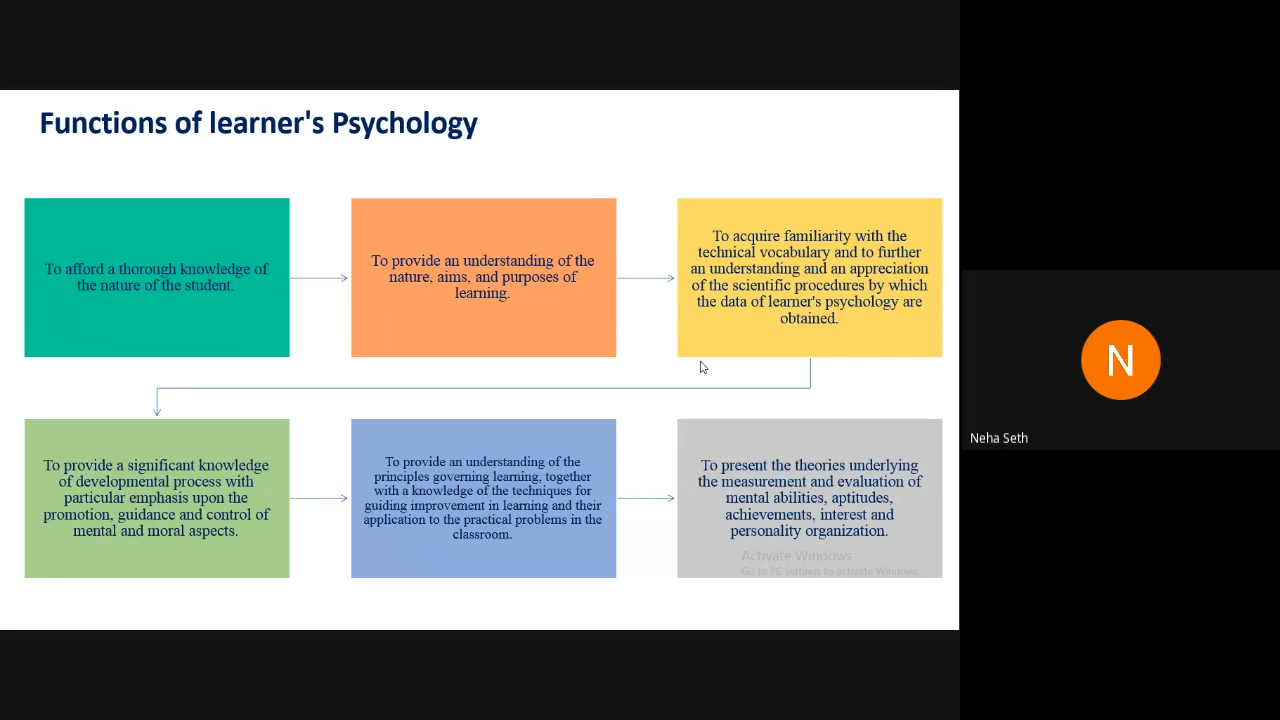 Functions of learner's Psychology
To afford a thorough knowledge of
the nature of the student.
To provide an understanding of the
nature, aims, and purposes of
learning.
To acquire familiarity with the
technical vocabulary and to further
an understanding and an appreciation
of the scientific procedures by which
the data of learner's psychology are
obtained.
To provide a significant knowledge
of developmental process with
particular emphasis upon the
promotion, guidance and control of
mental and moral aspects.
To provide an understanding of the
principles governing learning, together
with a knowledge of the techniques for
guiding improvement in learning and their
application to the practical problems in the
classroom.
To present the theories underlying
the measurement and evaluation of
mental abilities, aptitudes,
achievements, interest and
personality organization.
Activate Windows
Go to PC settings to activate Windows.
N
Neha Seth